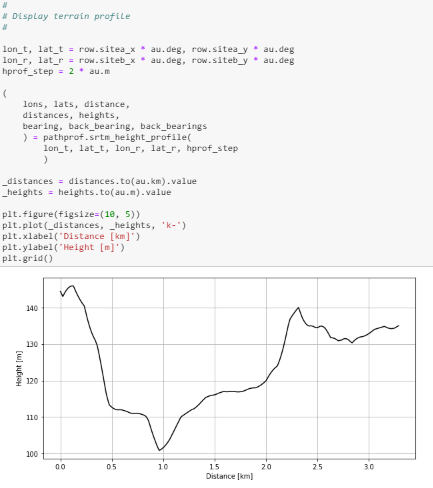 #
# Display terrain profile
#
lon_t, lat_t = row.sitea_x * au.deg, row.sitea_y * au.deg
lon_r, lat_r = row.siteb_x * au.deg, row.siteb_y * au.deg
hprof_step = 2 * au.m
(
lons, lats, distance,
distances, heights,
bearing, back_bearing, back_bearings
) = pathprof.srtm_height_profile(
lon_t, lat_t, lon_r, lat_r, hprof_step
)
_distances = distances.to(au.km).value
_heights = heights.to(au.m).value
plt.figure(figsize=(10, 5))
plt.plot(_distances, _heights, 'k-')
plt.xlabel('Distance [km]')
plt.ylabel('Height [m]')
plt.grid()
Height [m]
140
130
120
110
100
0.0 0.5 1.0 1.5 2.0 2.5 3.0
Distance [km]